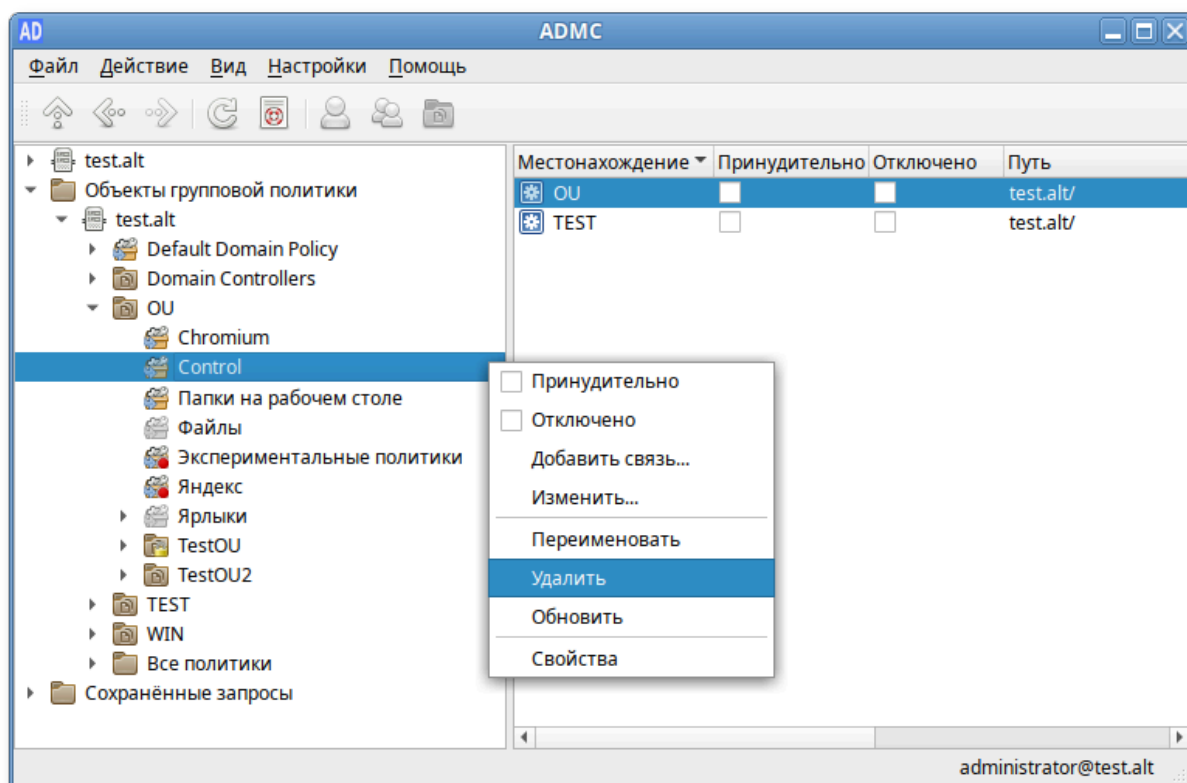 AD ADMC
Файл Действие Вид Настройки Помощь
test.alt
Объекты групповой политики
test.alt
Default Domain Policy
Domain Controllers
OU
Chromium
Control
Папки на рабочем столе
Файлы
Экспериментальные политики
Яндекс
Ярлыки
TestOU
TestOU2
TEST
WIN
Все политики
Сохранённые запросы
Местонахождение Принудительно Отключено Путь
OU test.alt/
TEST test.alt/
Принудительно
Отключено
Добавить связь...
Изменить...
Переименовать
Удалить
Обновить
Свойства
administrator@test.alt